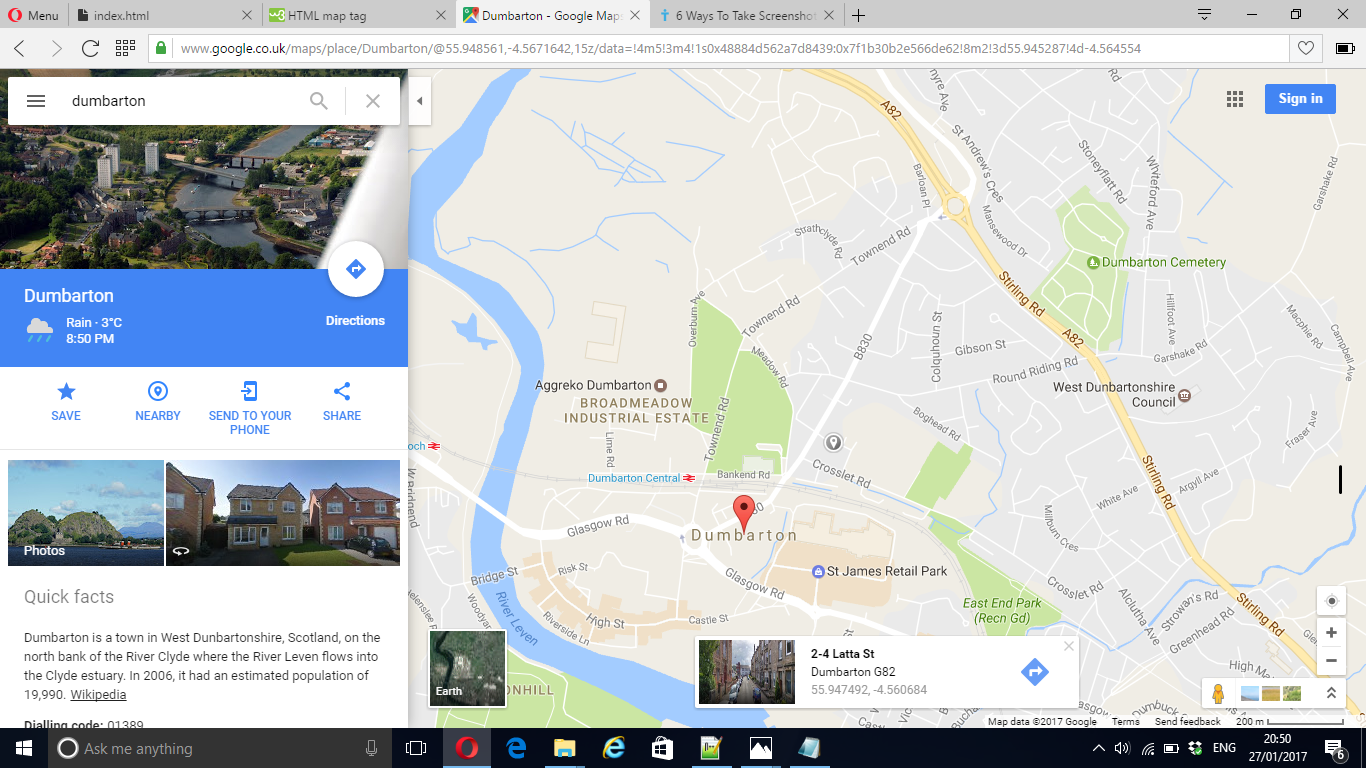 Menu
index.html
HTML map tag
Dumbarton - Google Maps
6 Ways To Take Screenshot
www.google.co.uk/maps/place/Dumbarton/@55.948561,-4.5671642,15z/data=!4m5!3m4!1s0x48884d562a7d8439:0x7f1b30b2e566de62!8m2!3d55.945287!4d-4.564554
dumbarton
Dumbarton
Rain · 3°C
8:50 PM
Directions
SAVE
NEARBY
SEND TO YOUR
PHONE
SHARE
Photos
Quick facts
Dumbarton is a town in West Dunbartonshire, Scotland, on the
north bank of the River Clyde where the River Leven flows into
the Clyde estuary. In 2006, it had an estimated population of
19,990. Wikipedia
Dialling code: 01389
Sign in
A82
St Andrew's Cres
Stoneyflatt Rd
Whiteford Ave
Garshake Rd
Barloan Pl
Mansewood Dr
Strathclyde Rd
Townend Rd
Dumbarton Cemetery
Stirling Rd
A82
Overburn Ave
Townend Rd
Meadow Rd
B830
Colquhoun St
Gibson St
Round Riding Rd
Hillfoot Ave
Garshake Rd
Macphie Rd
Campbell Ave
Aggreko Dumbarton
BROADMEADOW
INDUSTRIAL ESTATE
West Dunbartonshire
Council
Lime Rd
Townend Rd
Boghead Rd
Fraser Ave
och
Dumbarton Central
Bankend Rd
Crosslet Rd
Stirling Rd
Argyll Ave
White Ave
W Bridgend
Glasgow Rd
Dumbarton
Milburn Cres
St James Retail Park
Risk St
Bridge St
Glasgow Rd
High St
Castle St
Riverside Ln
River Leven
Woodyard
East End Park
(Recn Gd)
Crosslet Rd
Alclutha Ave
Strowan's Rd
Greenhead Rd
Stirling Rd
High M
Earth
ONHILL
2-4 Latta St
Dumbarton G82
55.947492, -4.560684
Map data ©2017 Google
Terms
Send feedback
200 m
Ask me anything
ENG
20:50
27/01/2017
6